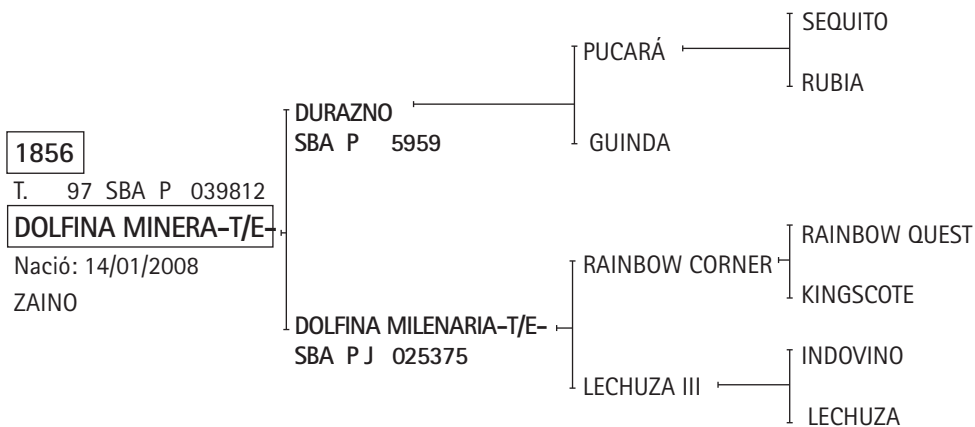 1856
T. 97 SBA P 039812
DOLFINA MINERA-T/E-
Nació: 14/01/2008
ZAINO
DURAZNO
SBA P 5959
DOLFINA MILENARIA-T/E-
SBA PJ 025375
PUCARÁ
GUINDA
RAINBOW CORNER
LECHUZA III
SEQUITO
RUBIA
RAINBOW QUEST
KINGSCOTE
INDOVINO
LECHUZA